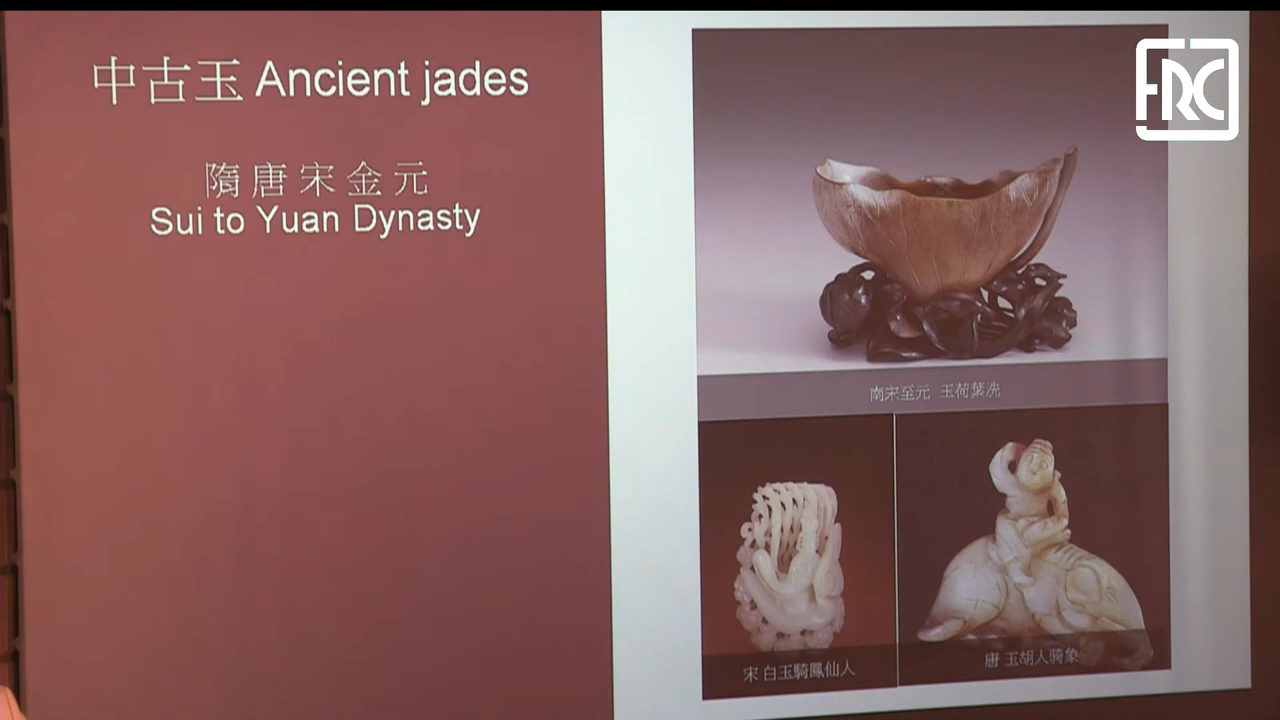 中古玉 Ancient jades
隋唐宋金元
Sui to Yuan Dynasty
FRC
南宋至元 玉荷葉洗
宋 白玉騎鳳仙人
唐 玉胡人騎象